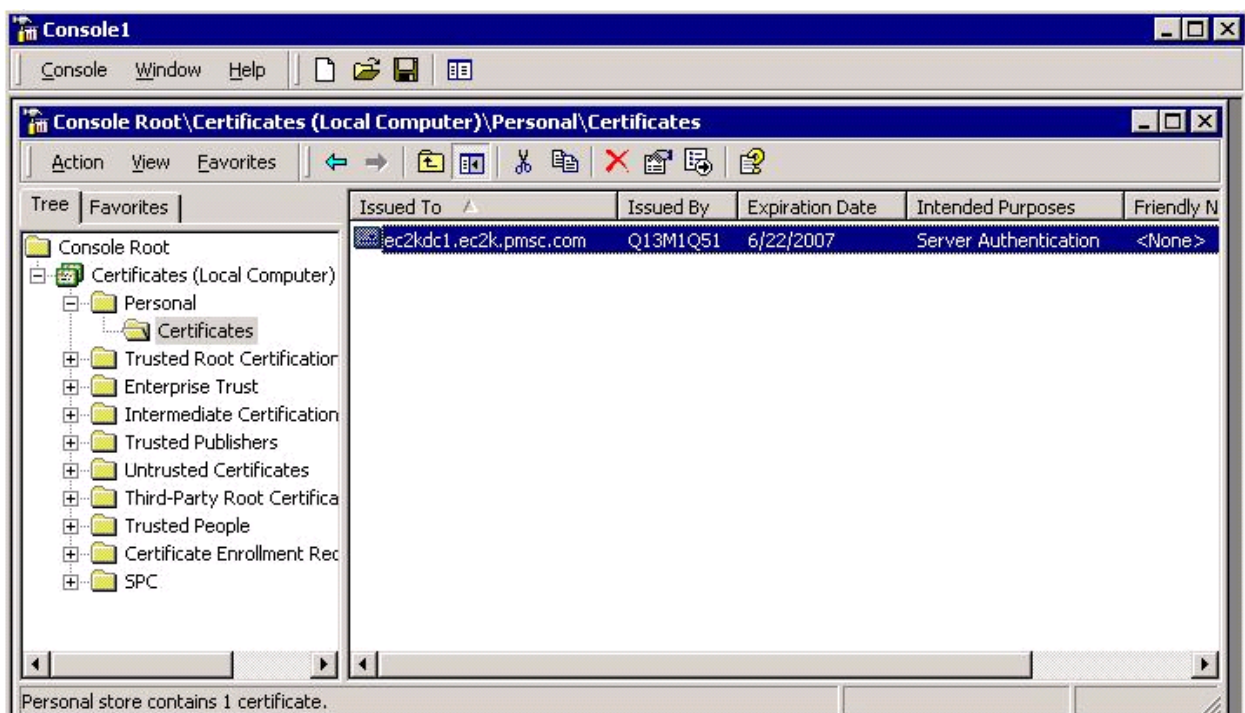 Console1
Console Window Help
Console Root\Certificates (Local Computer)\Personal\Certificates
Action View Favorites
Tree Favorites
Issued To Issued By Expiration Date Intended Purposes Friendly N
ec2kdc1.ec2k.pmsc.com Q13M1Q51 6/22/2007 Server Authentication <None>
Console Root
Certificates (Local Computer)
Personal
Certificates
Trusted Root Certification
Enterprise Trust
Intermediate Certification
Trusted Publishers
Untrusted Certificates
Third-Party Root Certifica
Trusted People
Certificate Enrollment Rec
SPC
Personal store contains 1 certificate.